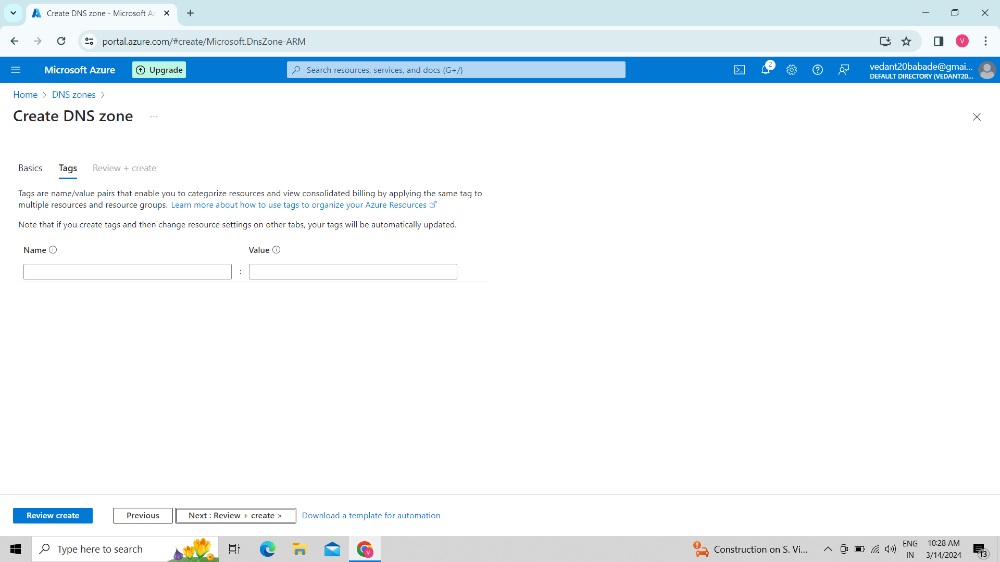 Create DNS zone - Microsoft Az
portal.azure.com/#create/Microsoft.DnsZone-ARM
V
Microsoft Azure
Upgrade
Search resources, services, and docs (G+/)
2
vedant20babade@gmai...
DEFAULT DIRECTORY (VEDANT20...
Home > DNS zones >
Create DNS zone ...
Basics
Tags
Review + create
Tags are name/value pairs that enable you to categorize resources and view consolidated billing by applying the same tag to
multiple resources and resource groups. Learn more about how to use tags to organize your Azure Resources
Note that if you create tags and then change resource settings on other tabs, your tags will be automatically updated.
Name
Value
:
Review create
Previous
Next : Review + create >
Download a template for automation
Type here to search
V
Construction on S. Vi...
ENG
IN
10:28 AM
3/14/2024
13